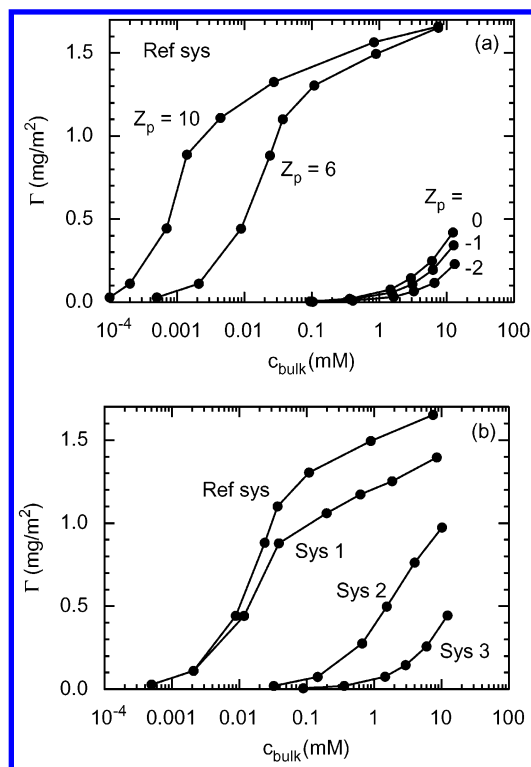 (a)
Ref sys
1.5
1.0
0.5
0.0
Γ (mg/m²)
Zₚ = 10
Zₚ = 6
Zₚ =
0
-1
-2
10⁻⁴ 0.001 0.01 0.1 1 10 100
c_bulk (mM)
(b)
1.5
1.0
0.5
0.0
Γ (mg/m²)
Ref sys
Sys 1
Sys 2
Sys 3
10⁻⁴ 0.001 0.01 0.1 1 10 100
c_bulk (mM)